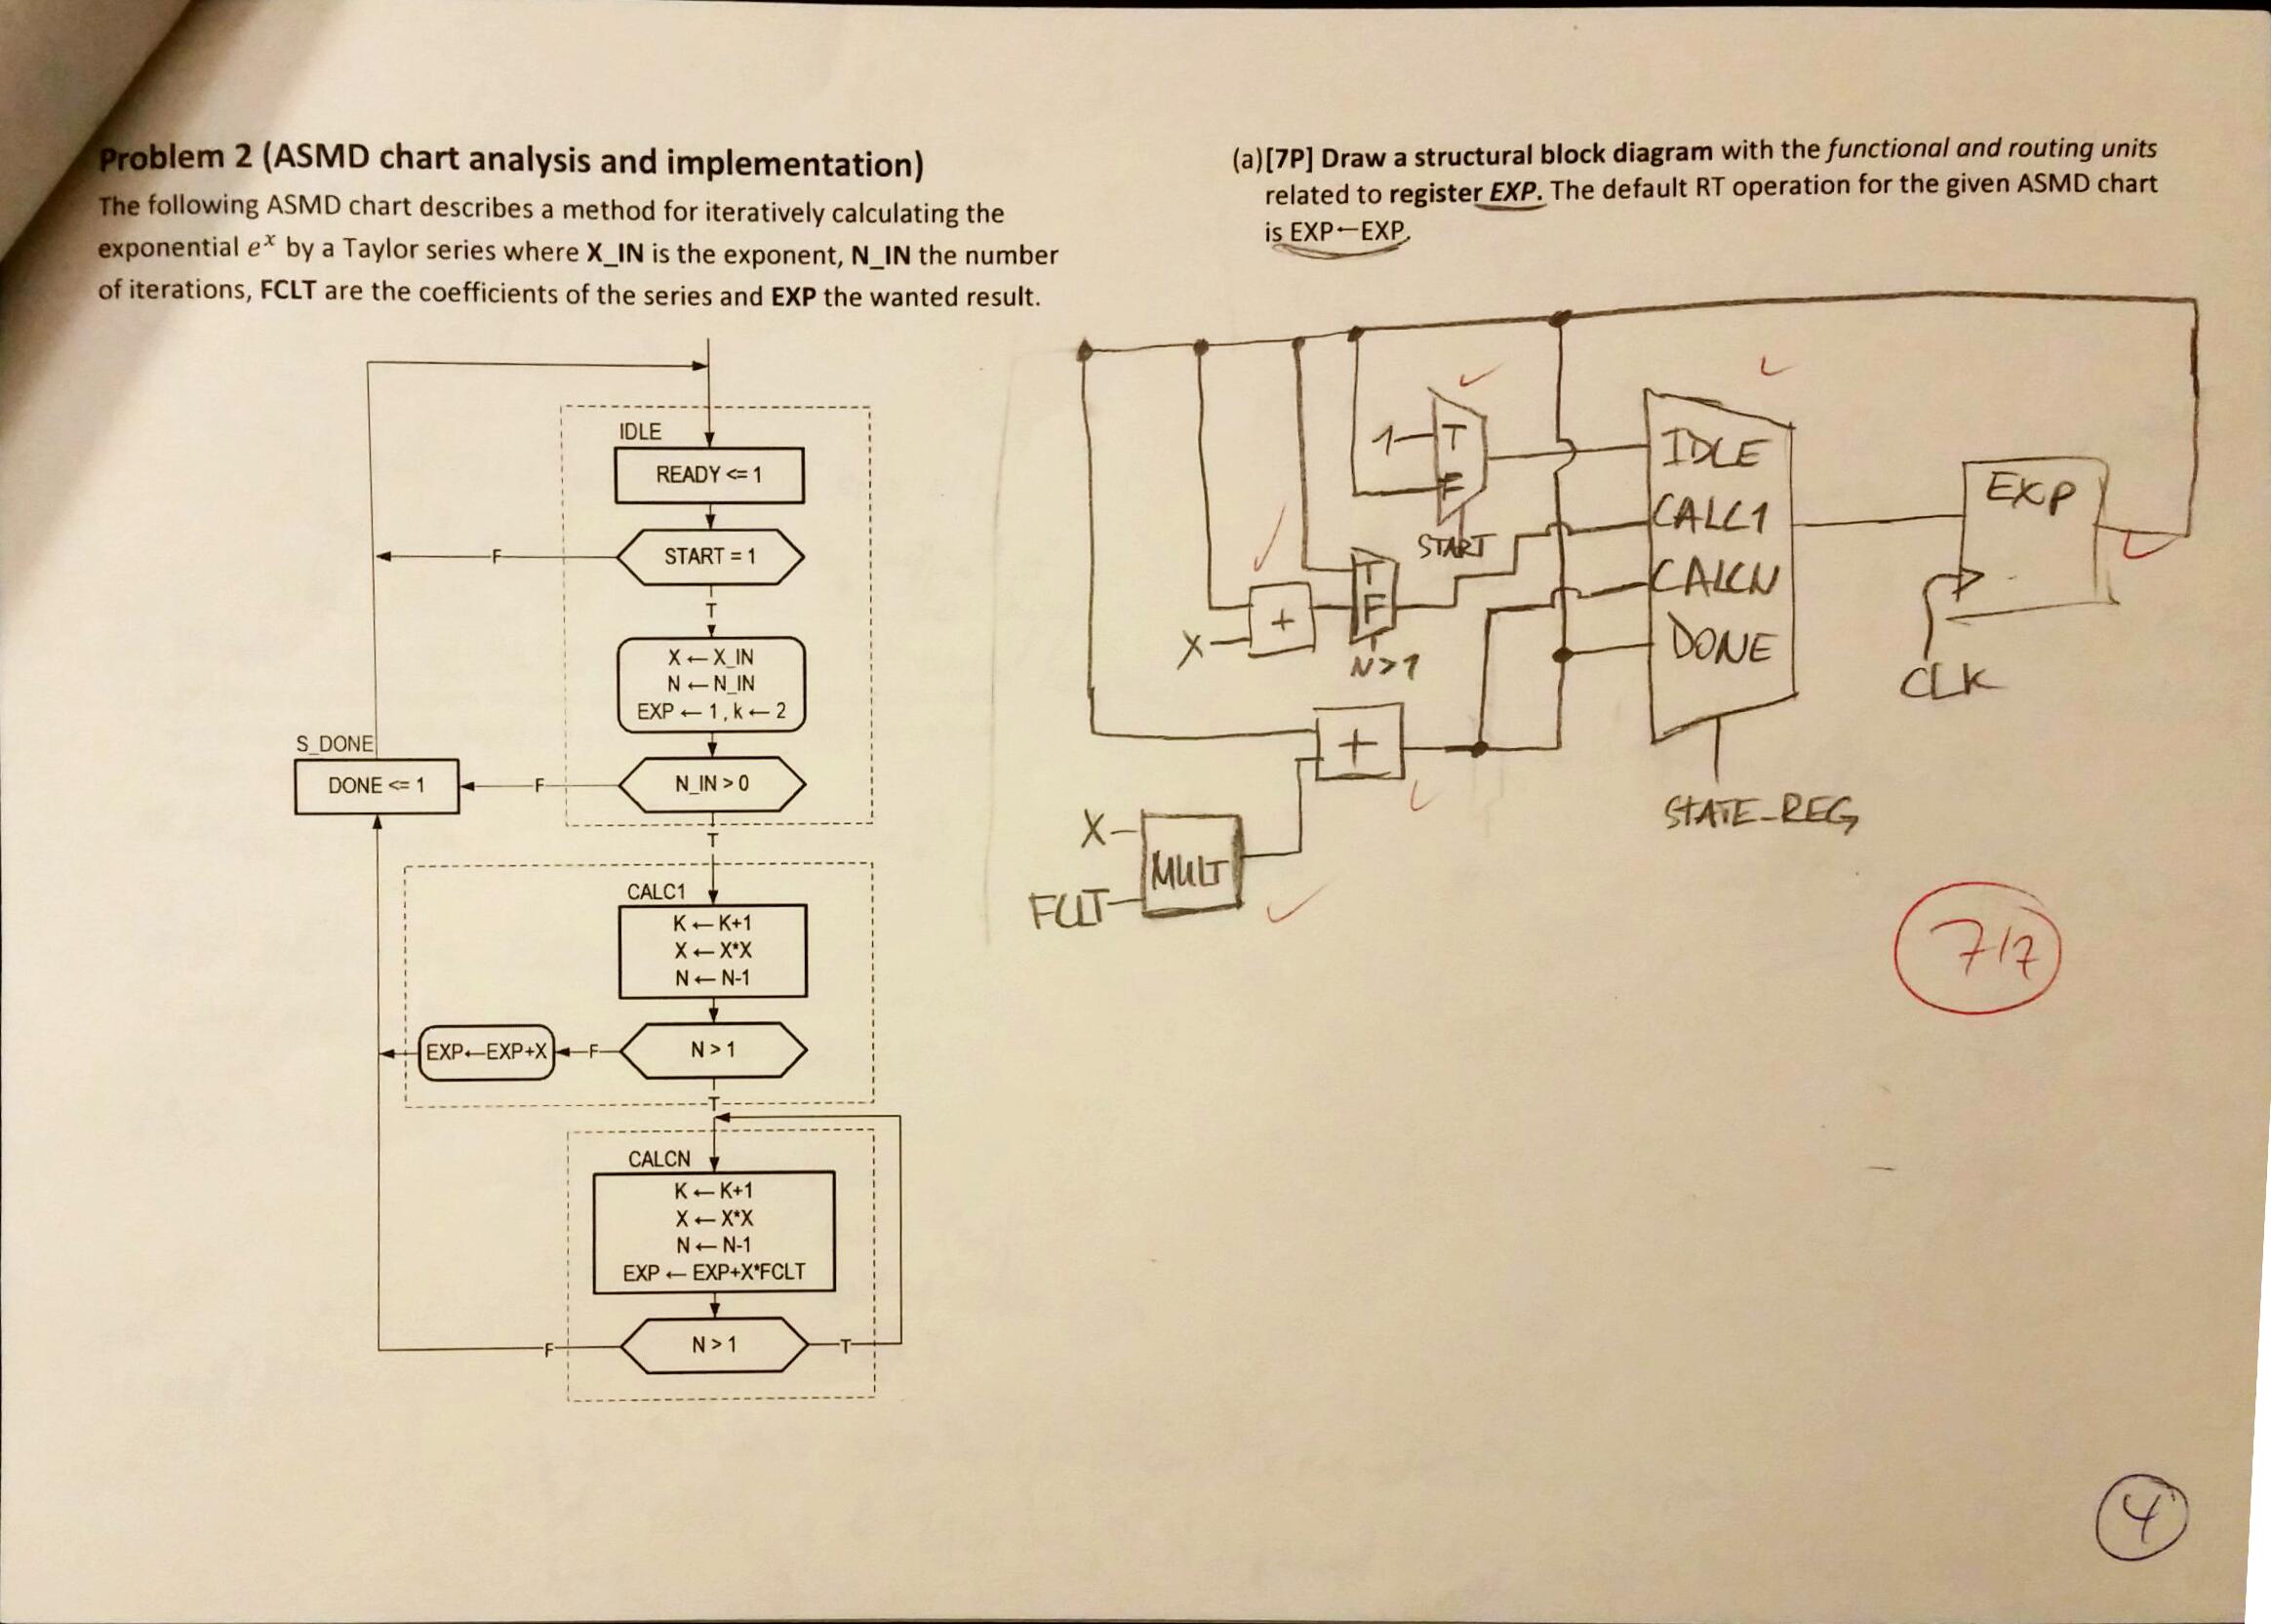 Problem 2 (ASMD chart analysis and implementation)
The following ASMD chart describes a method for iteratively calculating the
exponential eˣ by a Taylor series where X_IN is the exponent, N_IN the number
of iterations, FCLT are the coefficients of the series and EXP the wanted result.
IDLE
READY <= 1
START = 1
F
T
X ← X_IN
N ← N_IN
EXP ← 1 , k ← 2
S_DONE
DONE <= 1
F
N_IN > 0
T
CALC1
K ← K+1
X ← X*X
N ← N-1
EXP←EXP+X
F
N > 1
T
CALCN
K ← K+1
X ← X*X
N ← N-1
EXP ← EXP+X*FCLT
F
N > 1
T
(a)[7P] Draw a structural block diagram with the functional and routing units
related to register EXP. The default RT operation for the given ASMD chart
is EXP←EXP.
1
T
F
START
IDLE
CALC1
CALCN
DONE
STATE_REG
EXP
CLK
X
+
T
F
N>1
+
X
FCLT
MULT
7/7
4